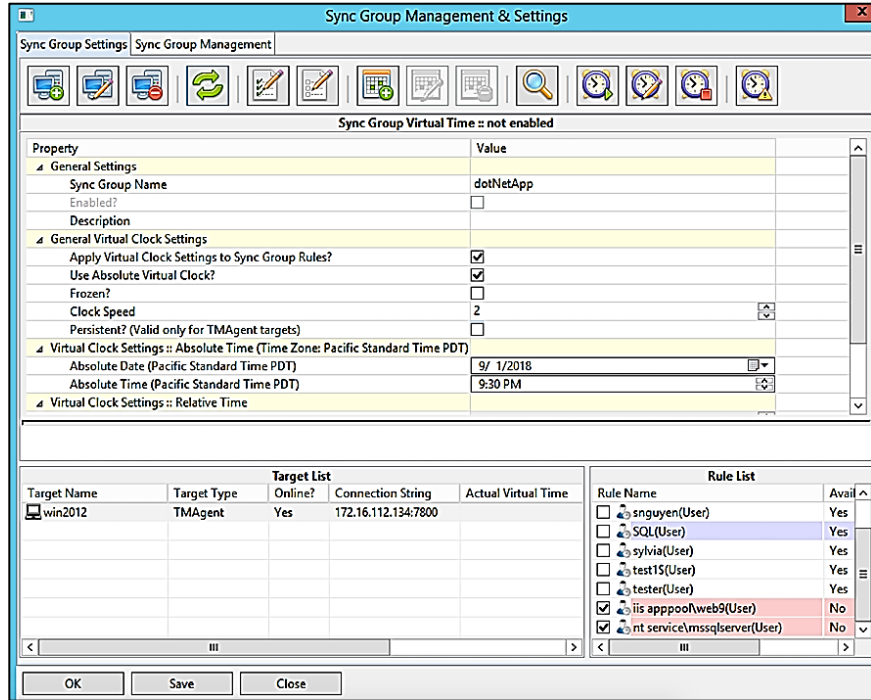 Sync Group Management & Settings
x
Sync Group Settings Sync Group Management
Sync Group Virtual Time :: not enabled
Property Value
General Settings
Sync Group Name dotNetApp
Enabled?
Description
General Virtual Clock Settings
Apply Virtual Clock Settings to Sync Group Rules?
Use Absolute Virtual Clock?
Frozen?
Clock Speed 2
Persistent? (Valid only for TMAgent targets)
Virtual Clock Settings :: Absolute Time (Time Zone: Pacific Standard Time PDT)
Absolute Date (Pacific Standard Time PDT) 9/ 1/2018
Absolute Time (Pacific Standard Time PDT) 9:30 PM
Virtual Clock Settings :: Relative Time
Target List
Target Name Target Type Online? Connection String Actual Virtual Time
win2012 TMAgent Yes 172.16.112.134:7800
Rule List
Rule Name Avail
snguyen(User) Yes
SQL(User) Yes
sylvia(User) Yes
test1$(User) Yes
tester(User) Yes
iis apppool\web9(User) No
nt service\mssqlserver(User) No
OK Save Close